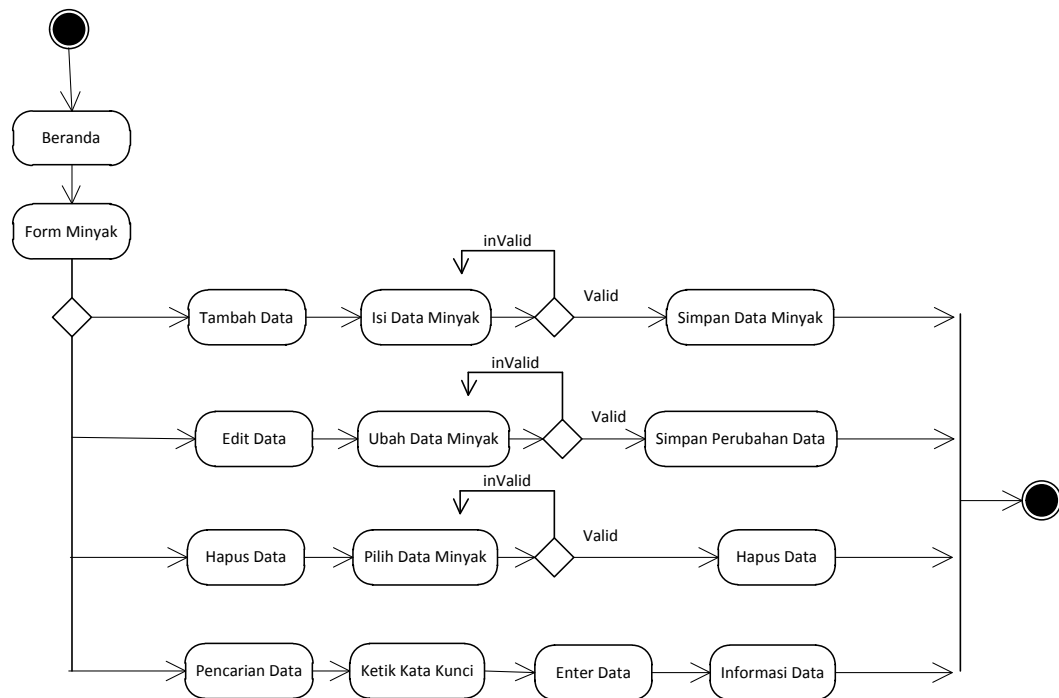 Beranda
Form Minyak
inValid
Tambah Data
Isi Data Minyak
Valid
Simpan Data Minyak
inValid
Edit Data
Ubah Data Minyak
Valid
Simpan Perubahan Data
inValid
Hapus Data
Pilih Data Minyak
Valid
Hapus Data
Pencarian Data
Ketik Kata Kunci
Enter Data
Informasi Data